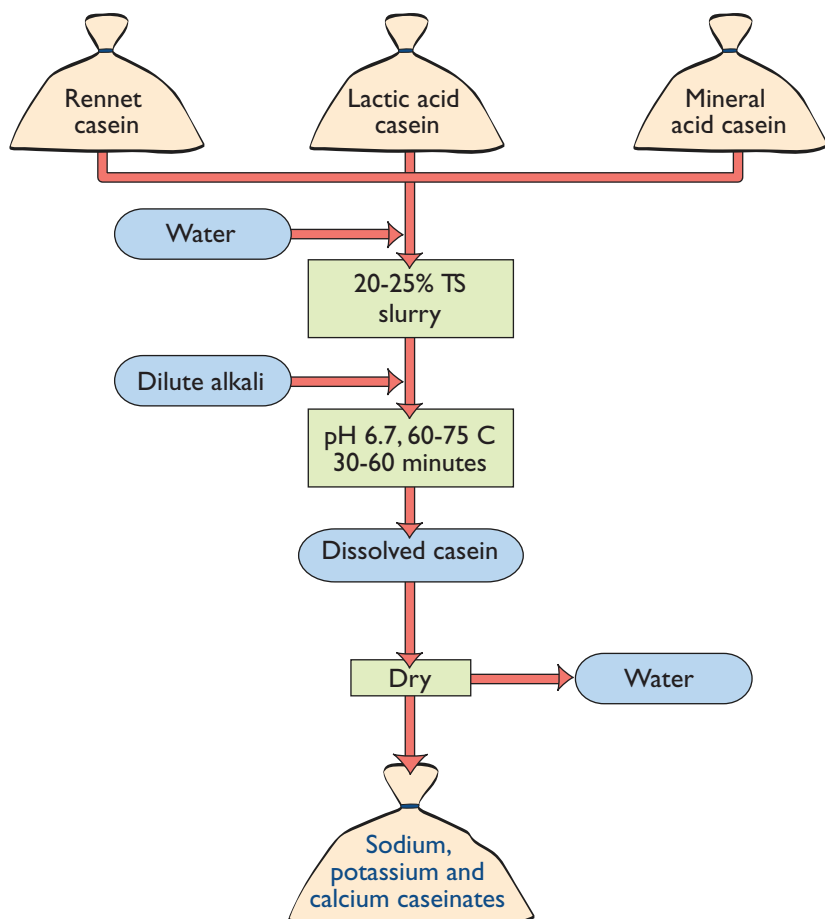 Rennet
casein
Lactic acid
casein
Mineral
acid casein
Water
20-25% TS
slurry
Dilute alkali
pH 6.7, 60-75 C
30-60 minutes
Dissolved casein
Dry
Water
Sodium,
potassium and
calcium caseinates